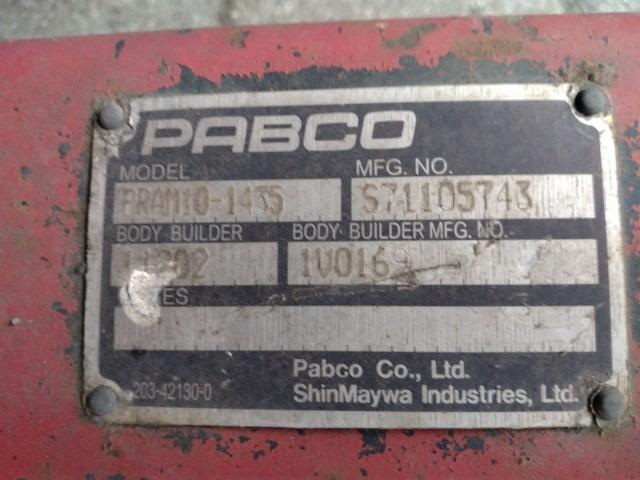 PABCO
MODEL MFG. NO.
PRAM10-1435 S71105743
BODY BUILDER BODY BUILDER MFG. NO.
1V0169
Pabco Co., Ltd.
203-42130-0 ShinMaywa Industries, Ltd.